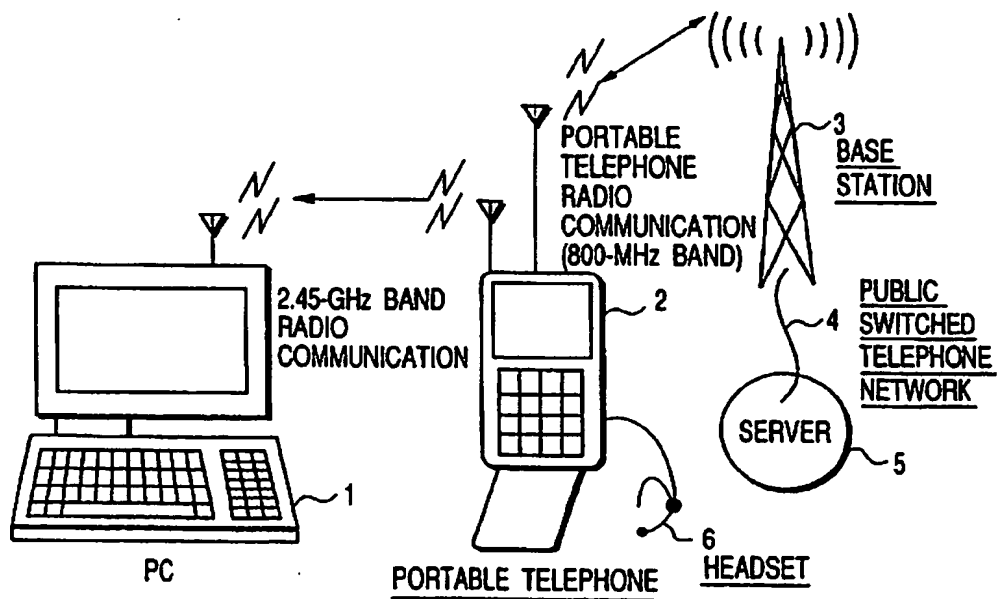 PORTABLE
TELEPHONE
RADIO
COMMUNICATION
(800-MHz BAND)
3
BASE
STATION
2.45-GHz BAND
RADIO
COMMUNICATION
2
4
PUBLIC
SWITCHED
TELEPHONE
NETWORK
SERVER
5
1
PC
6
HEADSET
PORTABLE TELEPHONE